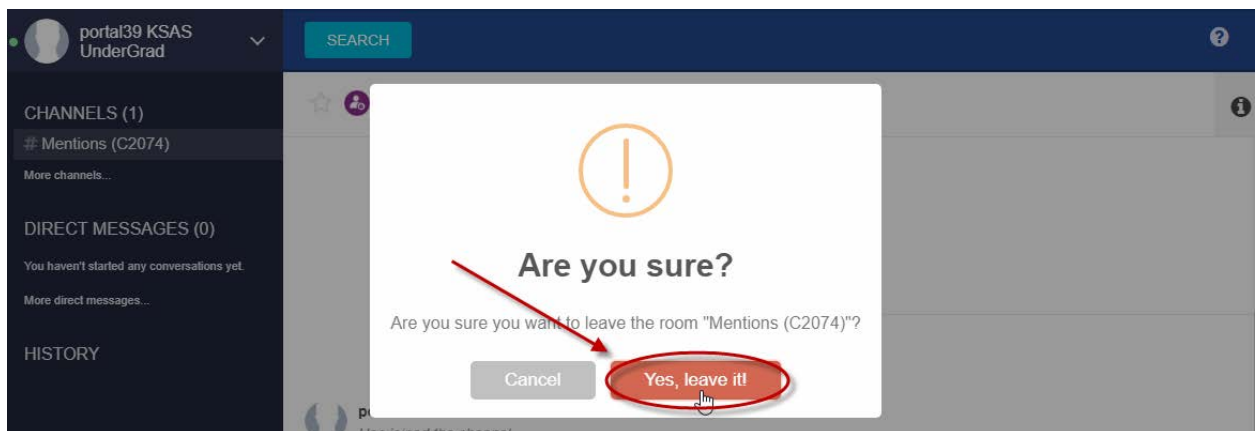 portal39 KSAS
UnderGrad
SEARCH
CHANNELS (1)
# Mentions (C2074)
More channels...
DIRECT MESSAGES (0)
You haven't started any conversations yet.
More direct messages...
HISTORY
Are you sure?
Are you sure you want to leave the room "Mentions (C2074)"?
Cancel
Yes, leave it!